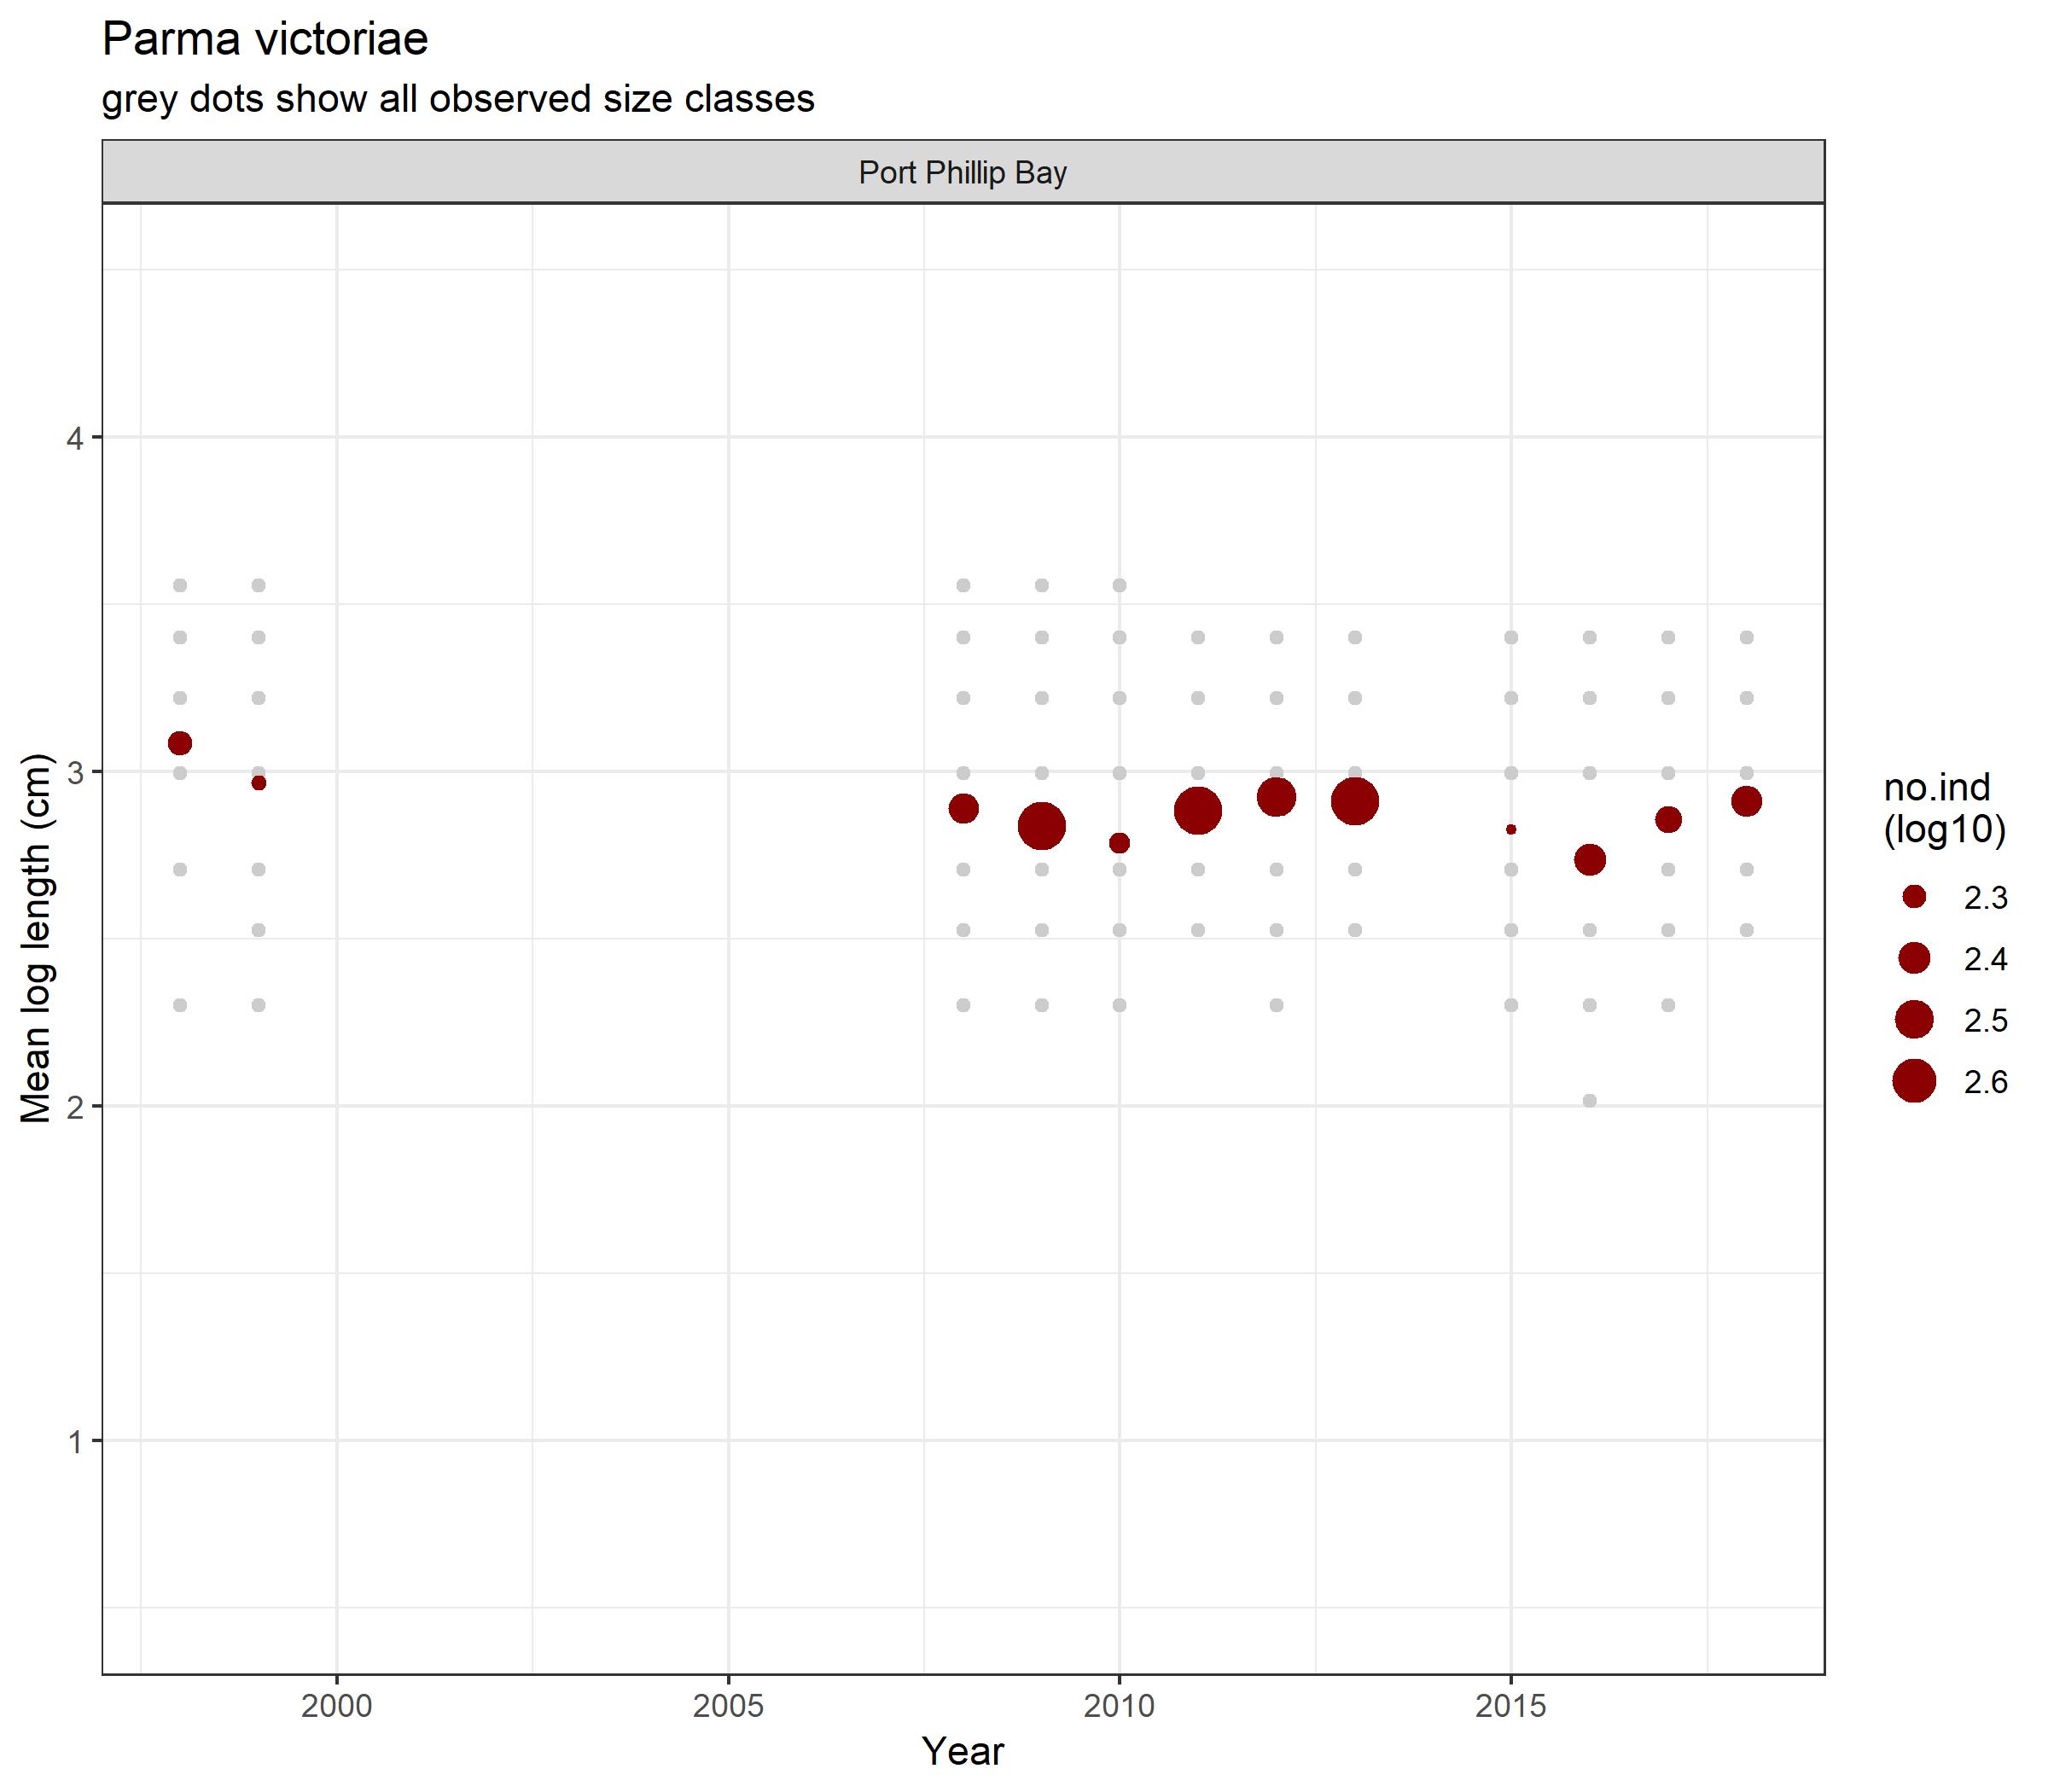 Parma victoriae
grey dots show all observed size classes
Port Phillip Bay
Mean log length (cm)
4
3
2
1
2000 2005 2010 2015
Year
no.ind
(log10)
2.3
2.4
2.5
2.6